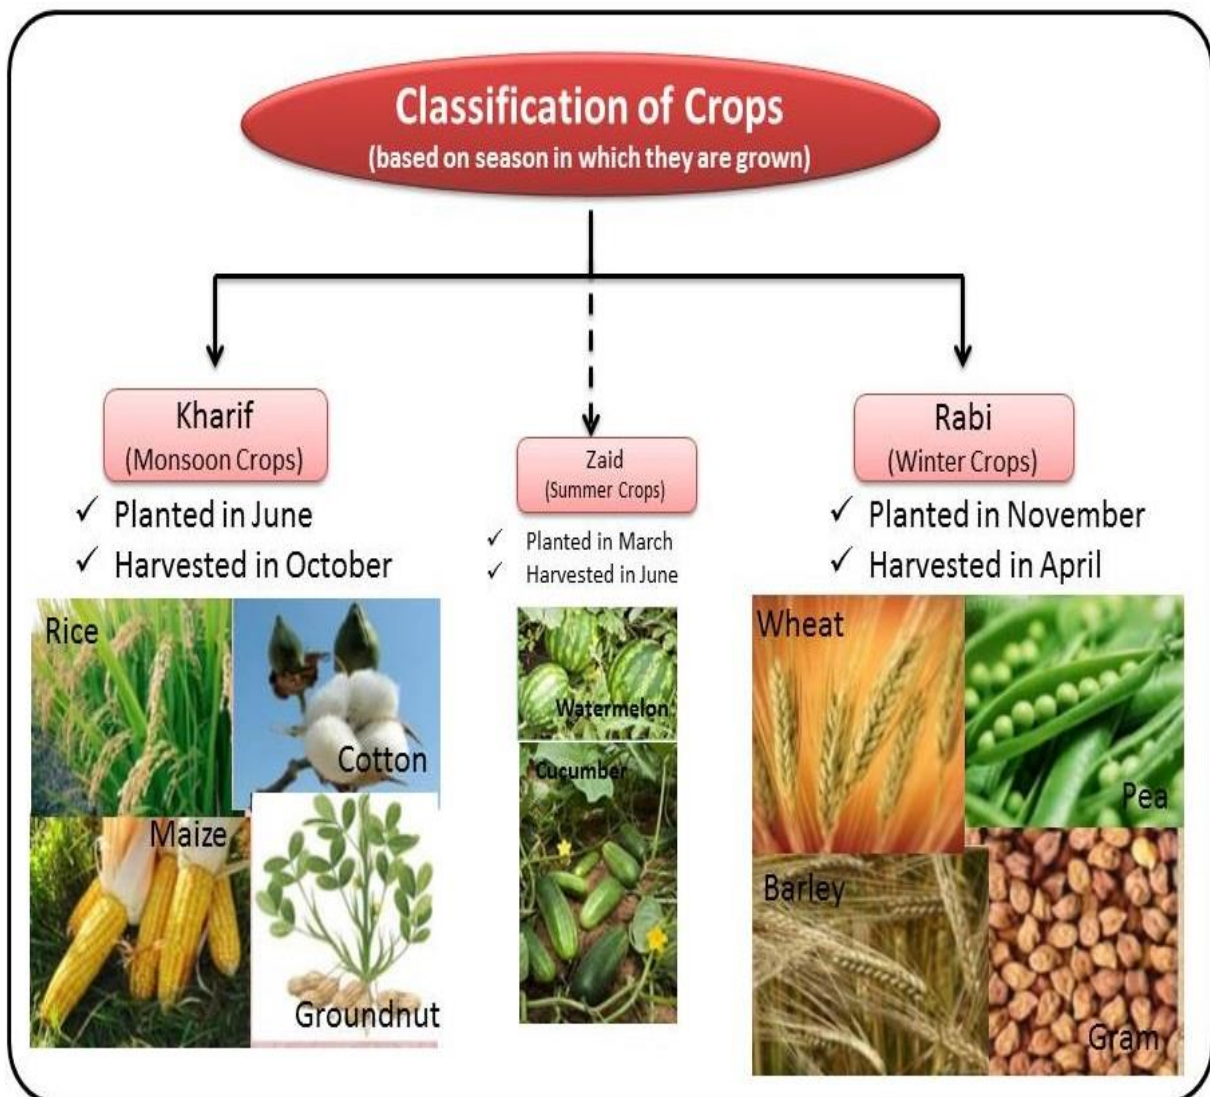 Classification of Crops
(based on season in which they are grown)
Kharif
(Monsoon Crops)
✓ Planted in June
✓ Harvested in October
Rice
Cotton
Maize
Groundnut
Zaid
(Summer Crops)
✓ Planted in March
✓ Harvested in June
Watermelon
Cucumber
Rabi
(Winter Crops)
✓ Planted in November
✓ Harvested in April
Wheat
Pea
Barley
Gram